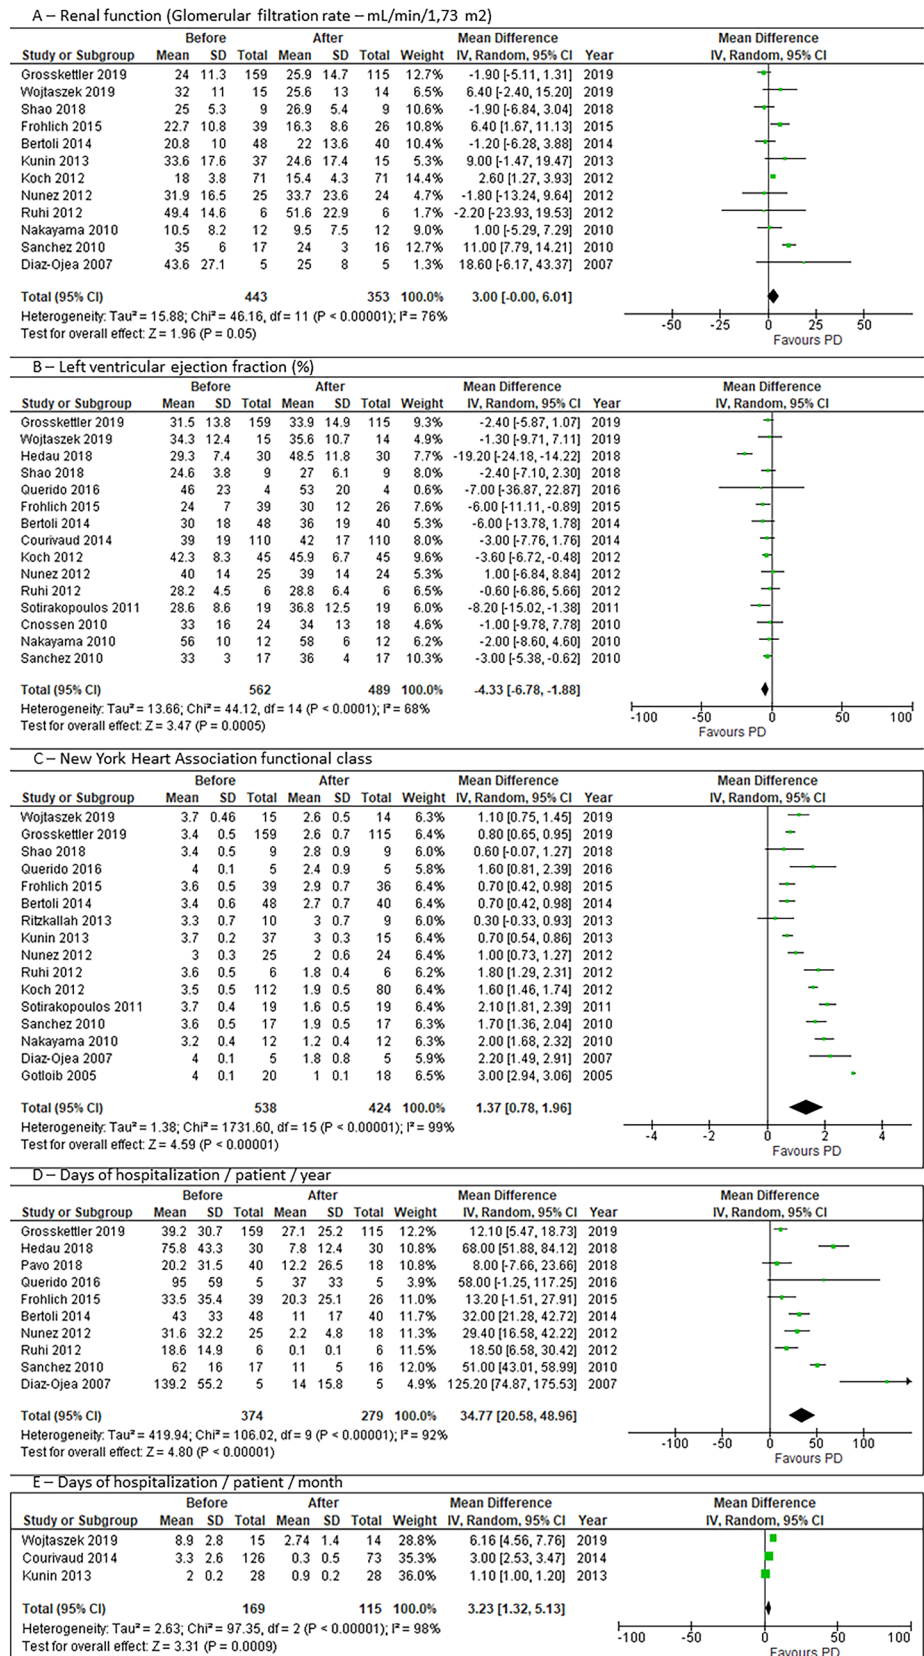 A – Renal function (Glomerular filtration rate – mL/min/1,73 m2)
Before After Mean Difference Mean Difference
Study or Subgroup Mean SD Total Mean SD Total Weight IV, Random, 95% CI Year IV, Random, 95% CI
Grosskettler 2019 24 11.3 159 25.9 14.7 115 12.7% -1.90 [-5.11, 1.31] 2019
Wojtaszek 2019 32 11 15 25.6 13 14 6.5% 6.40 [-2.40, 15.20] 2019
Shao 2018 25 5.3 9 26.9 5.4 9 10.6% -1.90 [-6.84, 3.04] 2018
Frohlich 2015 22.7 10.8 39 16.3 8.6 26 10.8% 6.40 [1.67, 11.13] 2015
Bertoli 2014 20.8 10 48 22 13.6 40 10.4% -1.20 [-6.28, 3.88] 2014
Kunin 2013 33.6 17.6 37 24.6 17.4 15 5.3% 9.00 [-1.47, 19.47] 2013
Koch 2012 18 3.8 71 15.4 4.3 71 14.4% 2.60 [1.27, 3.93] 2012
Nunez 2012 31.9 16.5 25 33.7 23.6 24 4.7% -1.80 [-13.24, 9.64] 2012
Ruhi 2012 49.4 14.6 6 51.6 22.9 6 1.7% -2.20 [-23.93, 19.53] 2012
Nakayama 2010 10.5 8.2 12 9.5 7.5 12 9.0% 1.00 [-5.29, 7.29] 2010
Sanchez 2010 35 6 17 24 3 16 12.7% 11.00 [7.79, 14.21] 2010
Diaz-Ojea 2007 43.6 27.1 5 25 8 5 1.3% 18.60 [-6.17, 43.37] 2007
Total (95% CI) 443 353 100.0% 3.00 [-0.00, 6.01]
Heterogeneity: Tau² = 15.88; Chi² = 46.16, df = 11 (P < 0.00001); I² = 76%
Test for overall effect: Z = 1.96 (P = 0.05)
-50 -25 0 25 50
Favours PD
B – Left ventricular ejection fraction (%)
Before After Mean Difference Mean Difference
Study or Subgroup Mean SD Total Mean SD Total Weight IV, Random, 95% CI Year IV, Random, 95% CI
Grosskettler 2019 31.5 13.8 159 33.9 14.9 115 9.3% -2.40 [-5.87, 1.07] 2019
Wojtaszek 2019 34.3 12.4 15 35.6 10.7 14 4.9% -1.30 [-9.71, 7.11] 2019
Hedau 2018 29.3 7.4 30 48.5 11.8 30 7.7% -19.20 [-24.18, -14.22] 2018
Shao 2018 24.6 3.8 9 27 6.1 9 8.0% -2.40 [-7.10, 2.30] 2018
Querido 2016 46 23 4 53 20 4 0.6% -7.00 [-36.87, 22.87] 2016
Frohlich 2015 24 7 39 30 12 26 7.6% -6.00 [-11.11, -0.89] 2015
Bertoli 2014 30 18 48 36 19 40 5.3% -6.00 [-13.78, 1.78] 2014
Courivaud 2014 39 19 110 42 17 110 8.0% -3.00 [-7.76, 1.76] 2014
Koch 2012 42.3 8.3 45 45.9 6.7 45 9.6% -3.60 [-6.72, -0.48] 2012
Nunez 2012 40 14 25 39 14 24 5.3% 1.00 [-6.84, 8.84] 2012
Ruhi 2012 28.2 4.5 6 28.8 6.4 6 6.6% -0.60 [-6.86, 5.66] 2012
Sotirakopoulos 2011 28.6 8.6 19 36.8 12.5 19 6.1% -8.20 [-15.02, -1.38] 2011
Cnossen 2010 33 16 24 34 13 18 4.6% -1.00 [-9.78, 7.78] 2010
Nakayama 2010 56 10 12 58 6 12 6.2% -2.00 [-8.60, 4.60] 2010
Sanchez 2010 33 3 17 36 4 17 10.3% -3.00 [-5.38, -0.62] 2010
Total (95% CI) 562 489 100.0% -4.33 [-6.78, -1.88]
Heterogeneity: Tau² = 13.66; Chi² = 44.12, df = 14 (P < 0.0001); I² = 68%
Test for overall effect: Z = 3.47 (P = 0.0005)
-100 -50 0 50 100
Favours PD
C – New York Heart Association functional class
Before After Mean Difference Mean Difference
Study or Subgroup Mean SD Total Mean SD Total Weight IV, Random, 95% CI Year IV, Random, 95% CI
Wojtaszek 2019 3.7 0.46 15 2.6 0.5 14 6.3% 1.10 [0.75, 1.45] 2019
Grosskettler 2019 3.4 0.5 159 2.6 0.7 115 6.4% 0.80 [0.65, 0.95] 2019
Shao 2018 3.4 0.5 9 2.8 0.9 9 6.0% 0.60 [-0.07, 1.27] 2018
Querido 2016 4 0.1 5 2.4 0.9 5 5.8% 1.60 [0.81, 2.39] 2016
Frohlich 2015 3.6 0.5 39 2.9 0.7 36 6.4% 0.70 [0.42, 0.98] 2015
Bertoli 2014 3.4 0.6 48 2.7 0.7 40 6.4% 0.70 [0.42, 0.98] 2014
Ritzkallah 2013 3.3 0.7 10 3 0.7 9 6.1% 0.30 [-0.33, 0.93] 2013
Kunin 2013 3.7 0.2 37 3 0.3 15 6.4% 0.70 [0.54, 0.86] 2013
Nunez 2012 3 0.3 25 2 0.6 24 6.4% 1.00 [0.73, 1.27] 2012
Ruhi 2012 3.6 0.5 6 1.8 0.4 6 6.2% 1.80 [1.29, 2.31] 2012
Koch 2012 3.5 0.5 112 1.9 0.5 80 6.4% 1.60 [1.46, 1.74] 2012
Sotirakopoulos 2011 3.7 0.4 19 1.6 0.5 19 6.4% 2.10 [1.81, 2.39] 2011
Sanchez 2010 3.6 0.5 17 1.9 0.5 17 6.3% 1.70 [1.36, 2.04] 2010
Nakayama 2010 3.2 0.4 12 1.2 0.4 12 6.4% 2.00 [1.68, 2.32] 2010
Diaz-Ojea 2007 4 0.1 5 1.8 0.8 5 5.9% 2.20 [1.49, 2.91] 2007
Gotloib 2005 4 0.1 20 1 0.1 18 6.5% 3.00 [2.94, 3.06] 2005
Total (95% CI) 538 424 100.0% 1.37 [0.78, 1.96]
Heterogeneity: Tau² = 1.38; Chi² = 1731.60, df = 15 (P < 0.00001); I² = 99%
Test for overall effect: Z = 4.59 (P < 0.00001)
-4 -2 0 2 4
Favours PD
D – Days of hospitalization / patient / year
Before After Mean Difference Mean Difference
Study or Subgroup Mean SD Total Mean SD Total Weight IV, Random, 95% CI Year IV, Random, 95% CI
Grosskettler 2019 39.2 30.7 159 27.1 25.2 115 12.2% 12.10 [5.47, 18.73] 2019
Hedau 2018 75.8 43.3 30 7.8 12.4 30 10.8% 68.00 [51.88, 84.12] 2018
Pavo 2018 20.2 31.5 40 12.2 26.5 18 10.9% 8.00 [-7.66, 23.66] 2018
Querido 2016 95 59 5 37 33 5 3.9% 58.00 [-1.25, 117.25] 2016
Frohlich 2015 33.5 35.4 39 20.3 25.1 26 11.0% 13.20 [-1.51, 27.91] 2015
Bertoli 2014 43 33 48 11 17 40 11.7% 32.00 [21.28, 42.72] 2014
Nunez 2012 31.6 32.2 25 2.2 4.8 18 11.3% 29.40 [16.58, 42.22] 2012
Ruhi 2012 18.6 14.9 6 0.1 0.1 6 11.5% 18.50 [6.58, 30.42] 2012
Sanchez 2010 62 16 17 11 5 16 12.0% 51.00 [43.01, 58.99] 2010
Diaz-Ojea 2007 139.2 55.2 5 14 15.8 5 4.9% 125.20 [74.87, 175.53] 2007
Total (95% CI) 374 279 100.0% 34.77 [20.58, 48.96]
Heterogeneity: Tau² = 419.94; Chi² = 106.02, df = 9 (P < 0.00001); I² = 92%
Test for overall effect: Z = 4.80 (P < 0.00001)
-100 -50 0 50 100
Favours PD
E – Days of hospitalization / patient / month
Before After Mean Difference Mean Difference
Study or Subgroup Mean SD Total Mean SD Total Weight IV, Random, 95% CI Year IV, Random, 95% CI
Wojtaszek 2019 8.9 2.8 15 2.74 1.4 14 28.8% 6.16 [4.56, 7.76] 2019
Courivaud 2014 3.3 2.6 126 0.3 0.5 73 35.3% 3.00 [2.53, 3.47] 2014
Kunin 2013 2 0.2 28 0.9 0.2 28 36.0% 1.10 [1.00, 1.20] 2013
Total (95% CI) 169 115 100.0% 3.23 [1.32, 5.13]
Heterogeneity: Tau² = 2.63; Chi² = 97.35, df = 2 (P < 0.00001); I² = 98%
Test for overall effect: Z = 3.31 (P = 0.0009)
-100 -50 0 50 100
Favours PD